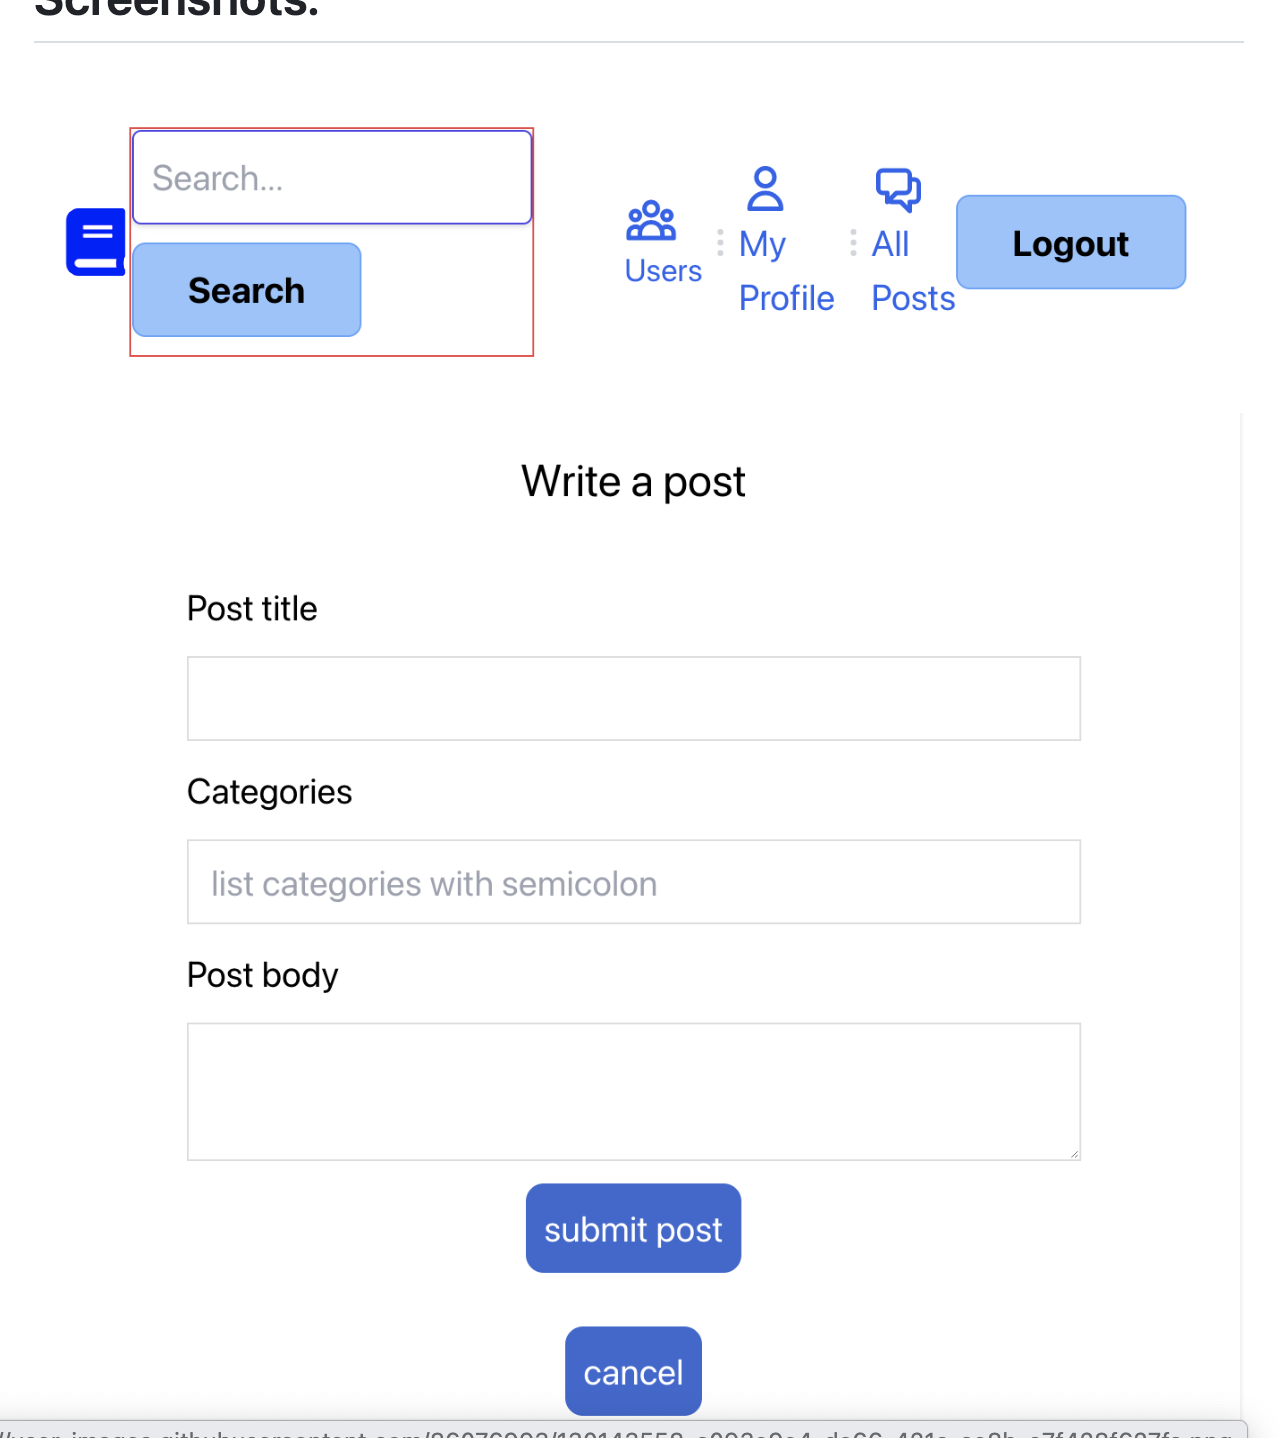 Screenshots:
Search...
Search
Users
My
Profile
All
Posts
Logout
Write a post
Post title
Categories
list categories with semicolon
Post body
submit post
cancel